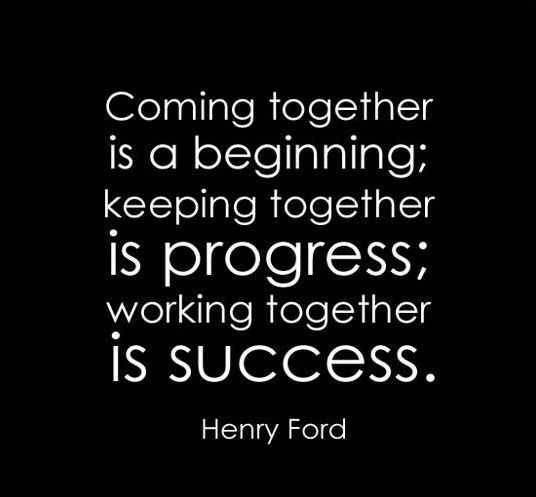 Coming together
is a beginning;
keeping together
is progress;
working together
is success.
Henry Ford